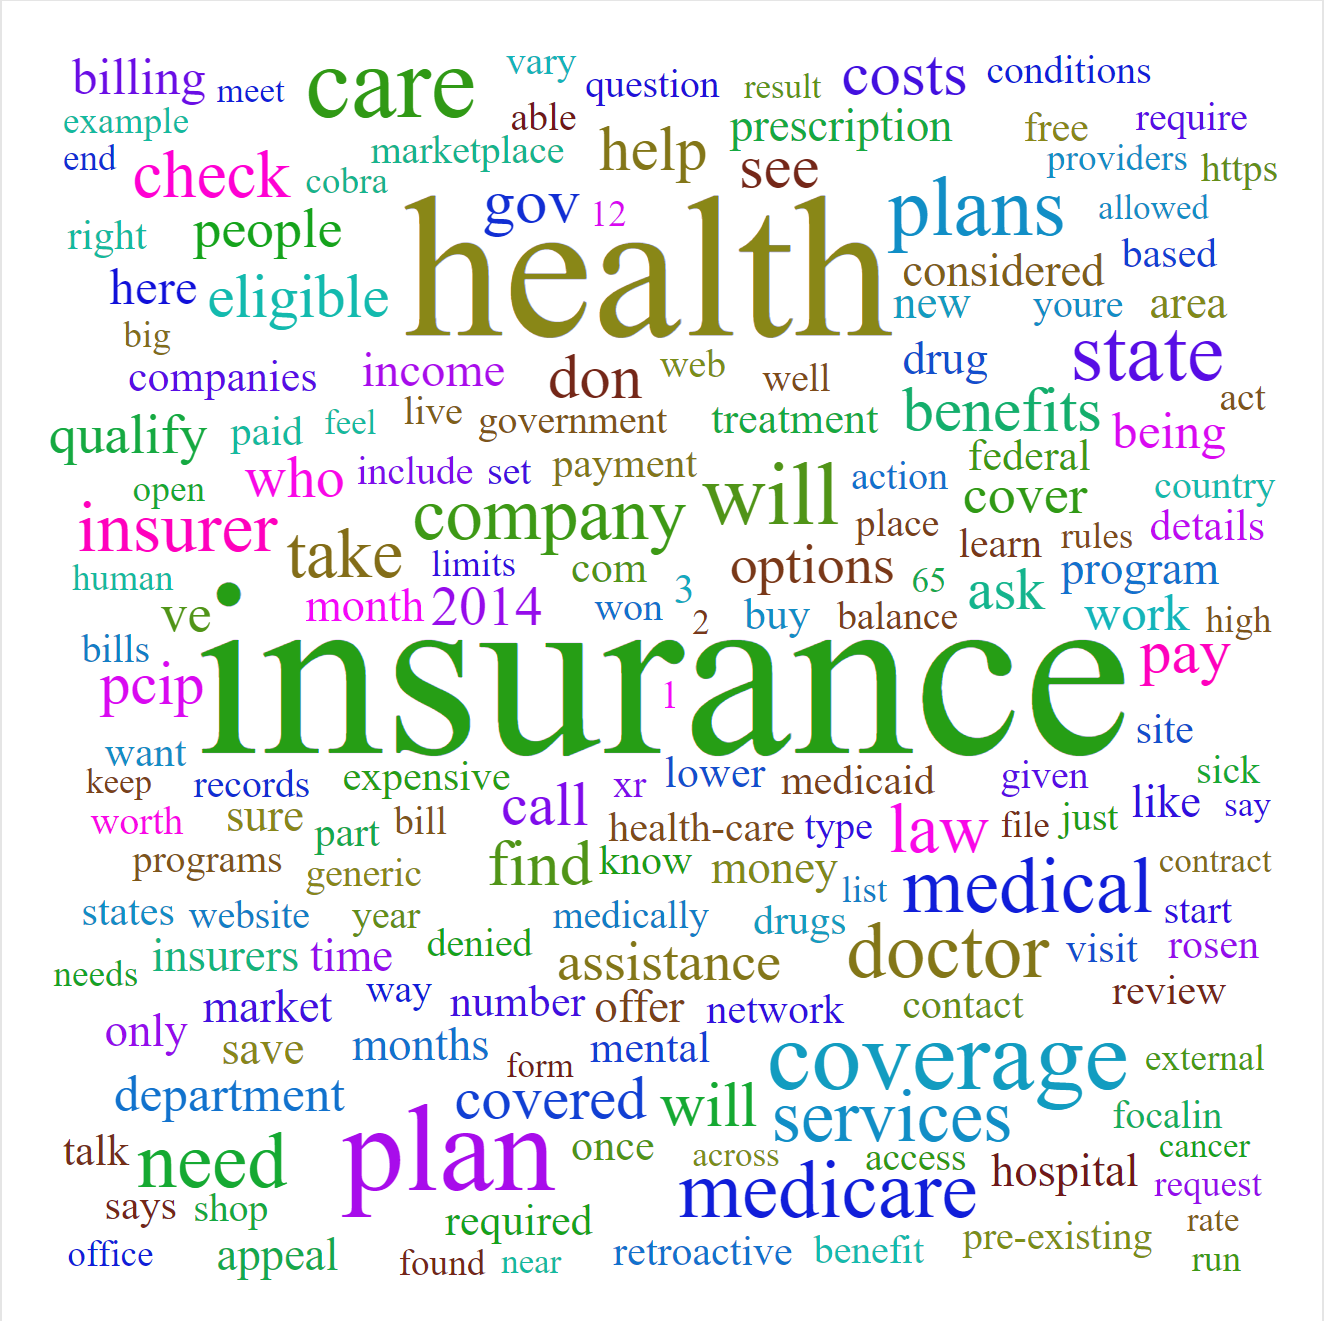 billing meet care vary question result costs conditions
example able prescription free require
end check cobra marketplace help see providers https
right people gov 12 health plans allowed
here eligible considered based
big new youre area
companies income don web well drug state
qualify paid feel live government treatment benefits being act
who include set payment will action federal
open insurer company cover country
take place learn rules details
human limits com options 65 ask program
ve month 2014 won 3 2 buy balance work high
bills pcip insurance 1 pay
want site
keep records expensive xr lower medicaid given sick
worth sure part bill call health-care type law file just like say
programs generic find know money list medical contract
states website year medically drugs start
needs insurers time denied assistance doctor visit rosen
only market way number offer network contact review
save months form mental coverage external
department covered will services focalin
talk need plan once across access hospital cancer
says shop required medicare request
office appeal found near retroactive benefit pre-existing rate
run